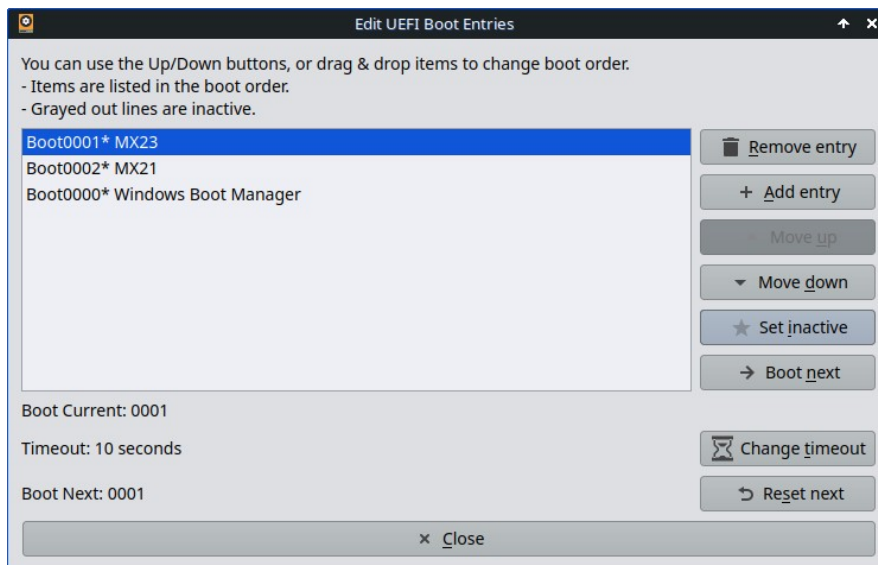 Edit UEFI Boot Entries
You can use the Up/Down buttons, or drag & drop items to change boot order.
- Items are listed in the boot order.
- Grayed out lines are inactive.
Boot0001* MX23
Boot0002* MX21
Boot0000* Windows Boot Manager
Remove entry
Add entry
Move up
Move down
Set inactive
Boot next
Boot Current: 0001
Timeout: 10 seconds
Change timeout
Boot Next: 0001
Reset next
Close